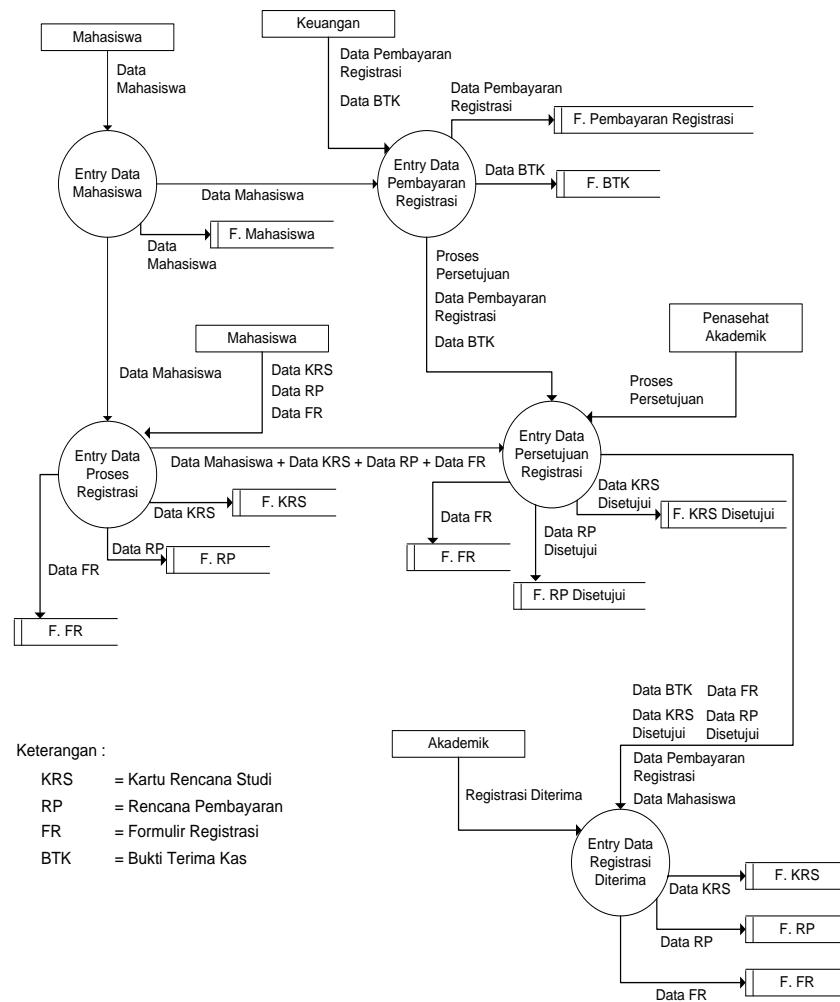 Mahasiswa
Keuangan
Data
Mahasiswa
Data Pembayaran
Registrasi
Data BTK
Data Pembayaran
Registrasi
F. Pembayaran Registrasi
Entry Data
Mahasiswa
Data Mahasiswa
Entry Data
Pembayaran
Registrasi
Data BTK
F. BTK
Data
Mahasiswa
F. Mahasiswa
Proses
Persetujuan
Data Pembayaran
Registrasi
Data BTK
Penasehat
Akademik
Mahasiswa
Data Mahasiswa
Data KRS
Data RP
Data FR
Proses
Persetujuan
Entry Data
Proses
Registrasi
Data Mahasiswa + Data KRS + Data RP + Data FR
Entry Data
Persetujuan
Registrasi
Data KRS
F. KRS
Data RP
F. RP
Data FR
F. FR
Data FR
F. FR
Data RP
Disetujui
F. RP Disetujui
Data KRS
Disetujui
F. KRS Disetujui
Data BTK
Data FR
Data KRS
Disetujui
Data RP
Disetujui
Data Pembayaran
Registrasi
Data Mahasiswa
Akademik
Registrasi Diterima
Entry Data
Registrasi
Diterima
Data KRS
F. KRS
Data RP
F. RP
Data FR
F. FR
Keterangan :
KRS = Kartu Rencana Studi
RP = Rencana Pembayaran
FR = Formulir Registrasi
BTK = Bukti Terima Kas